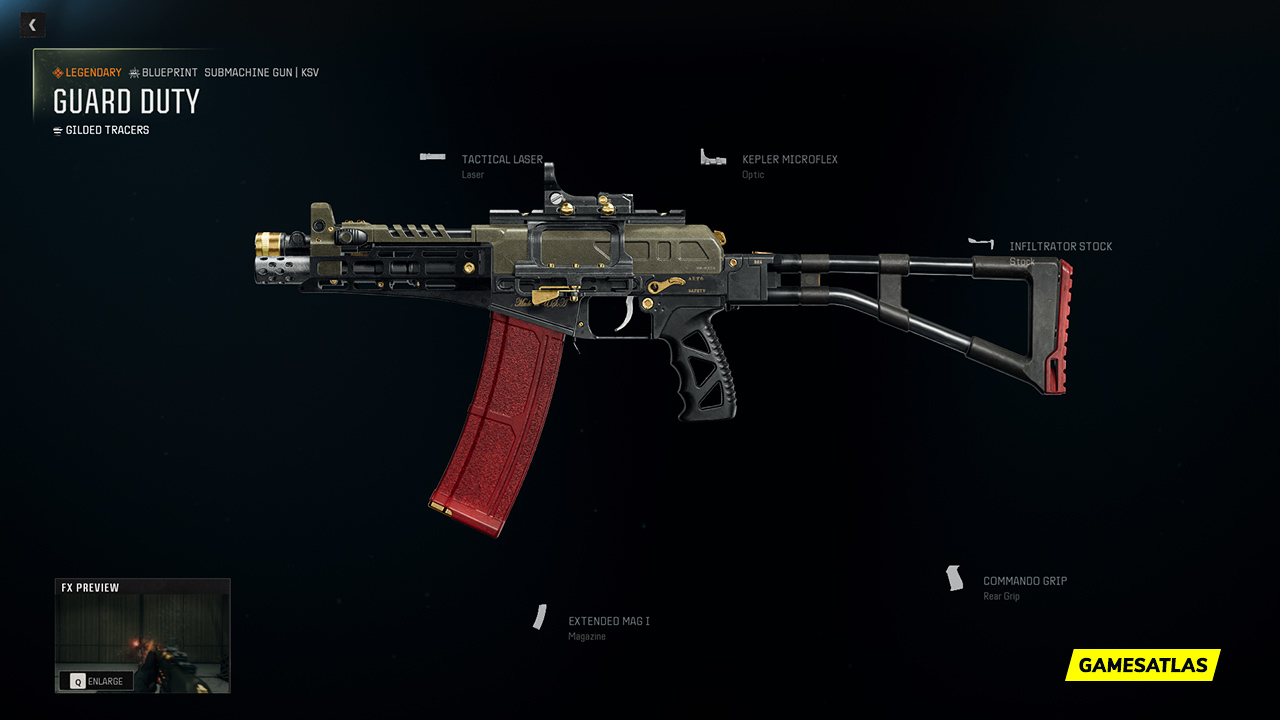 LEGENDARY BLUEPRINT SUBMACHINE GUN | KSV
GUARD DUTY
GILDED TRACERS
TACTICAL LASER
Laser
KEPLER MICROFLEX
Optic
INFILTRATOR STOCK
Stock
SAFETY
COMMANDO GRIP
Rear Grip
EXTENDED MAG I
Magazine
FX PREVIEW
Q ENLARGE
GAMESATLAS